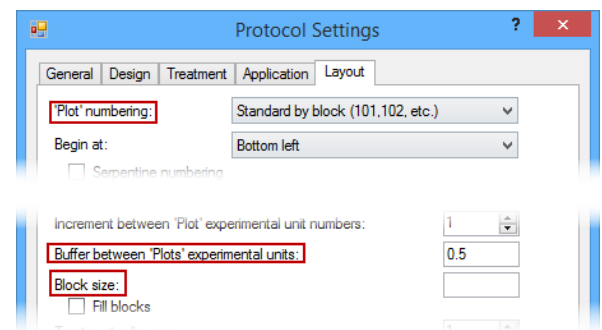 Protocol Settings ? ×
General Design Treatment Application Layout
'Plot' numbering: Standard by block (101,102, etc.)
Begin at: Bottom left
Serpentine numbering
Increment between 'Plot' experimental unit numbers: 1
Buffer between 'Plots' experimental units: 0.5
Block size:
Fill blocks
1